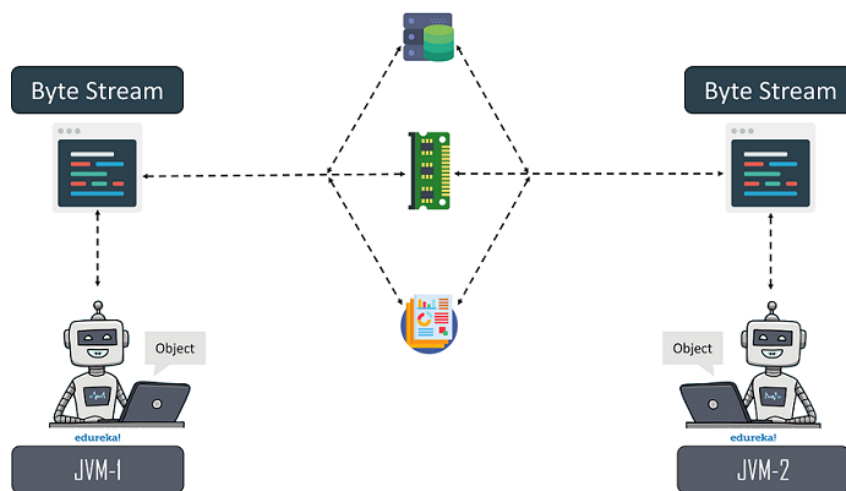 Byte Stream
Byte Stream
Object
Object
edureka!
edureka!
JVM-1
JVM-2